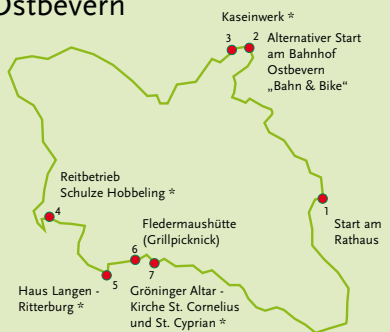 Ostbevern
Kaseinwerk *
3
2
Alternativer Start
am Bahnhof
Ostbevern
„Bahn & Bike“
Reitbetrieb
Schulze Hobbeling *
4
1
Start am
Rathaus
Fledermaushütte
(Grillpicknick)
6
7
5
Haus Langen -
Ritterburg *
Gröninger Altar -
Kirche St. Cornelius
und St. Cyprian *